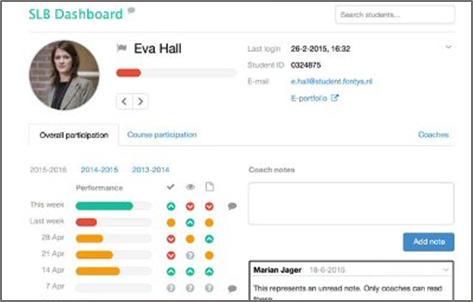 SLB Dashboard
Search students...
Eva Hall
Last login 26-2-2015, 16:32
Student ID 0324875
E-mail e.hall@student.fontys.nl
E-portfolio
Overall participation Course participation Coaches
2015-2016 2014-2015 2013-2014 Coach notes
Performance
This week
Last week
28 Apr
21 Apr
Add note
14 Apr
Marian Jager 18-6-2015
7 Apr
This represents an unread note. Only coaches can read
these